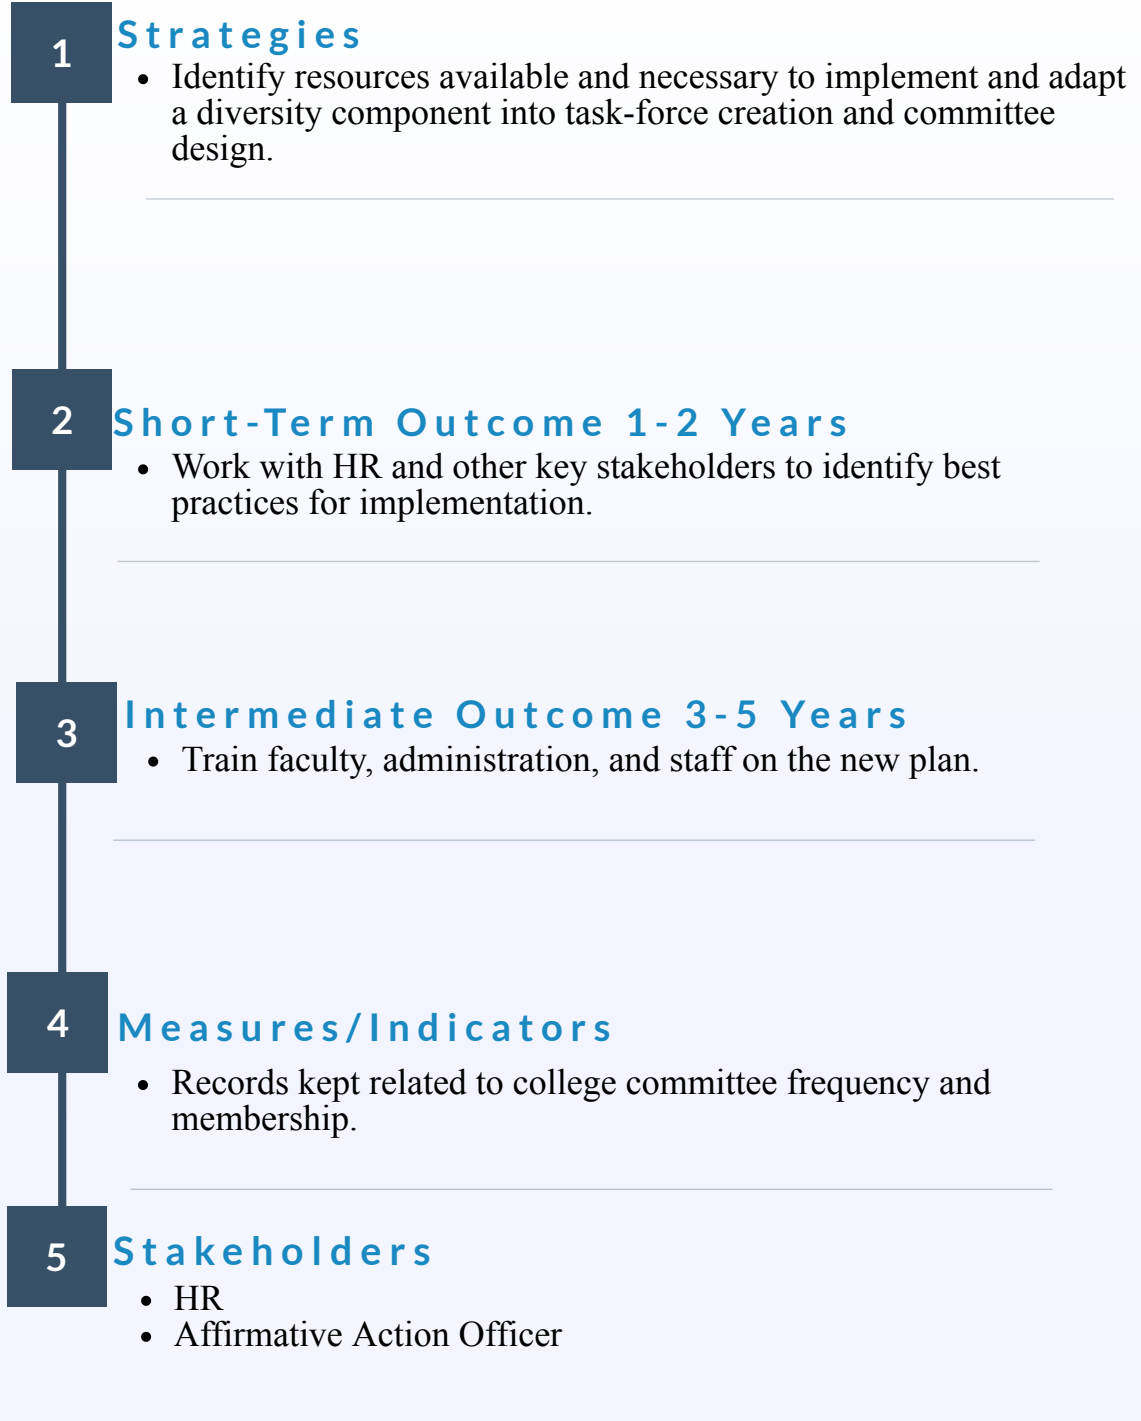 1
Strategies
• Identify resources available and necessary to implement and adapt
a diversity component into task-force creation and committee
design.
2
Short-Term Outcome 1-2 Years
• Work with HR and other key stakeholders to identify best
practices for implementation.
3
Intermediate Outcome 3-5 Years
• Train faculty, administration, and staff on the new plan.
4
Measures/Indicators
• Records kept related to college committee frequency and
membership.
5
Stakeholders
• HR
• Affirmative Action Officer